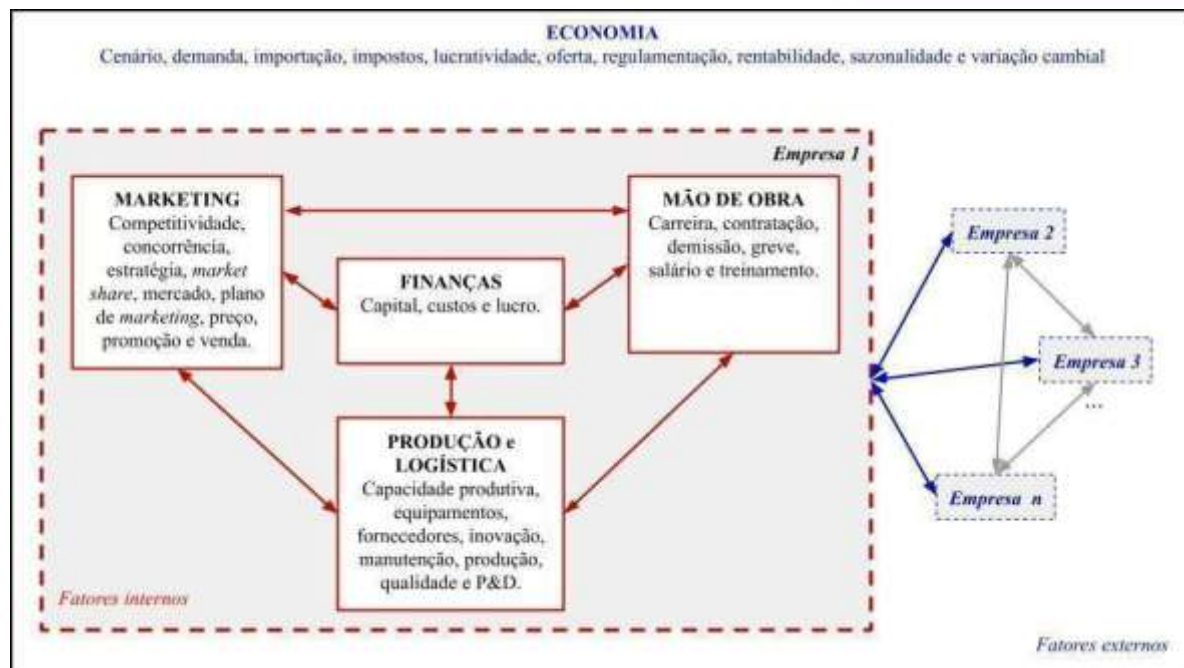 ECONOMIA
Cenário, demanda, importação, impostos, lucratividade, oferta, regulamentação, rentabilidade, sazonalidade e variação cambial
Empresa 1
MARKETING
Competitividade,
concorrência,
estratégia, market
share, mercado, plano
de marketing, preço,
promoção e venda.
MÃO DE OBRA
Carreira, contratação,
demissão, greve,
salário e treinamento.
FINANÇAS
Capital, custos e lucro.
PRODUÇÃO e
LOGÍSTICA
Capacidade produtiva,
equipamentos,
fornecedores, inovação,
manutenção, produção,
qualidade e P&D.
Fatores internos
Empresa 2
Empresa 3
...
Empresa n
Fatores externos